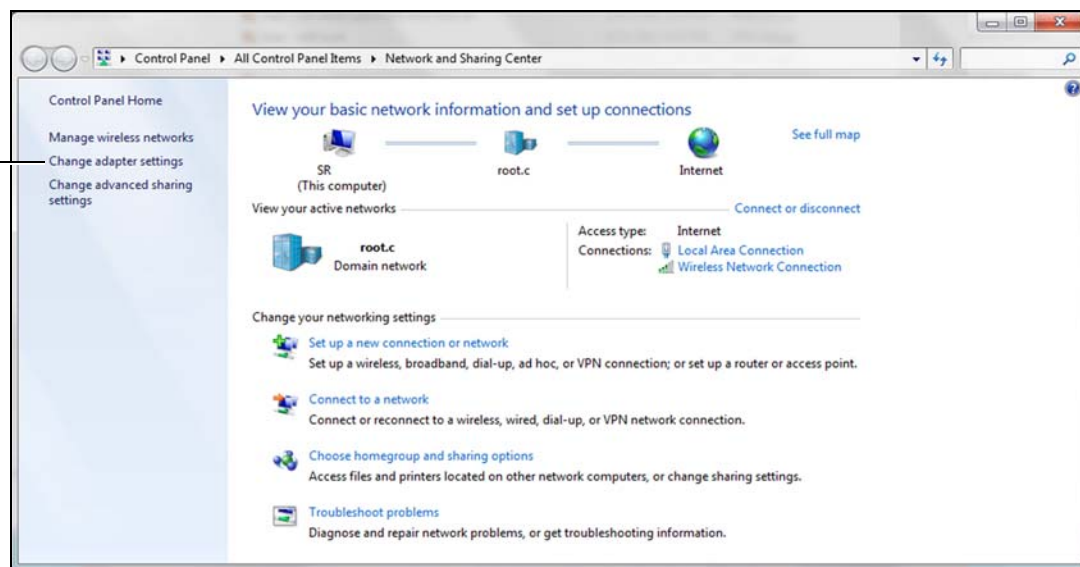 Control Panel ▸ All Control Panel Items ▸ Network and Sharing Center
Control Panel Home
Manage wireless networks
Change adapter settings
Change advanced sharing
settings
View your basic network information and set up connections
See full map
SR
(This computer)
root.c
Internet
View your active networks
Connect or disconnect
root.c
Domain network
Access type: Internet
Connections: Local Area Connection
Wireless Network Connection
Change your networking settings
Set up a new connection or network
Set up a wireless, broadband, dial-up, ad hoc, or VPN connection; or set up a router or access point.
Connect to a network
Connect or reconnect to a wireless, wired, dial-up, or VPN network connection.
Choose homegroup and sharing options
Access files and printers located on other network computers, or change sharing settings.
Troubleshoot problems
Diagnose and repair network problems, or get troubleshooting information.